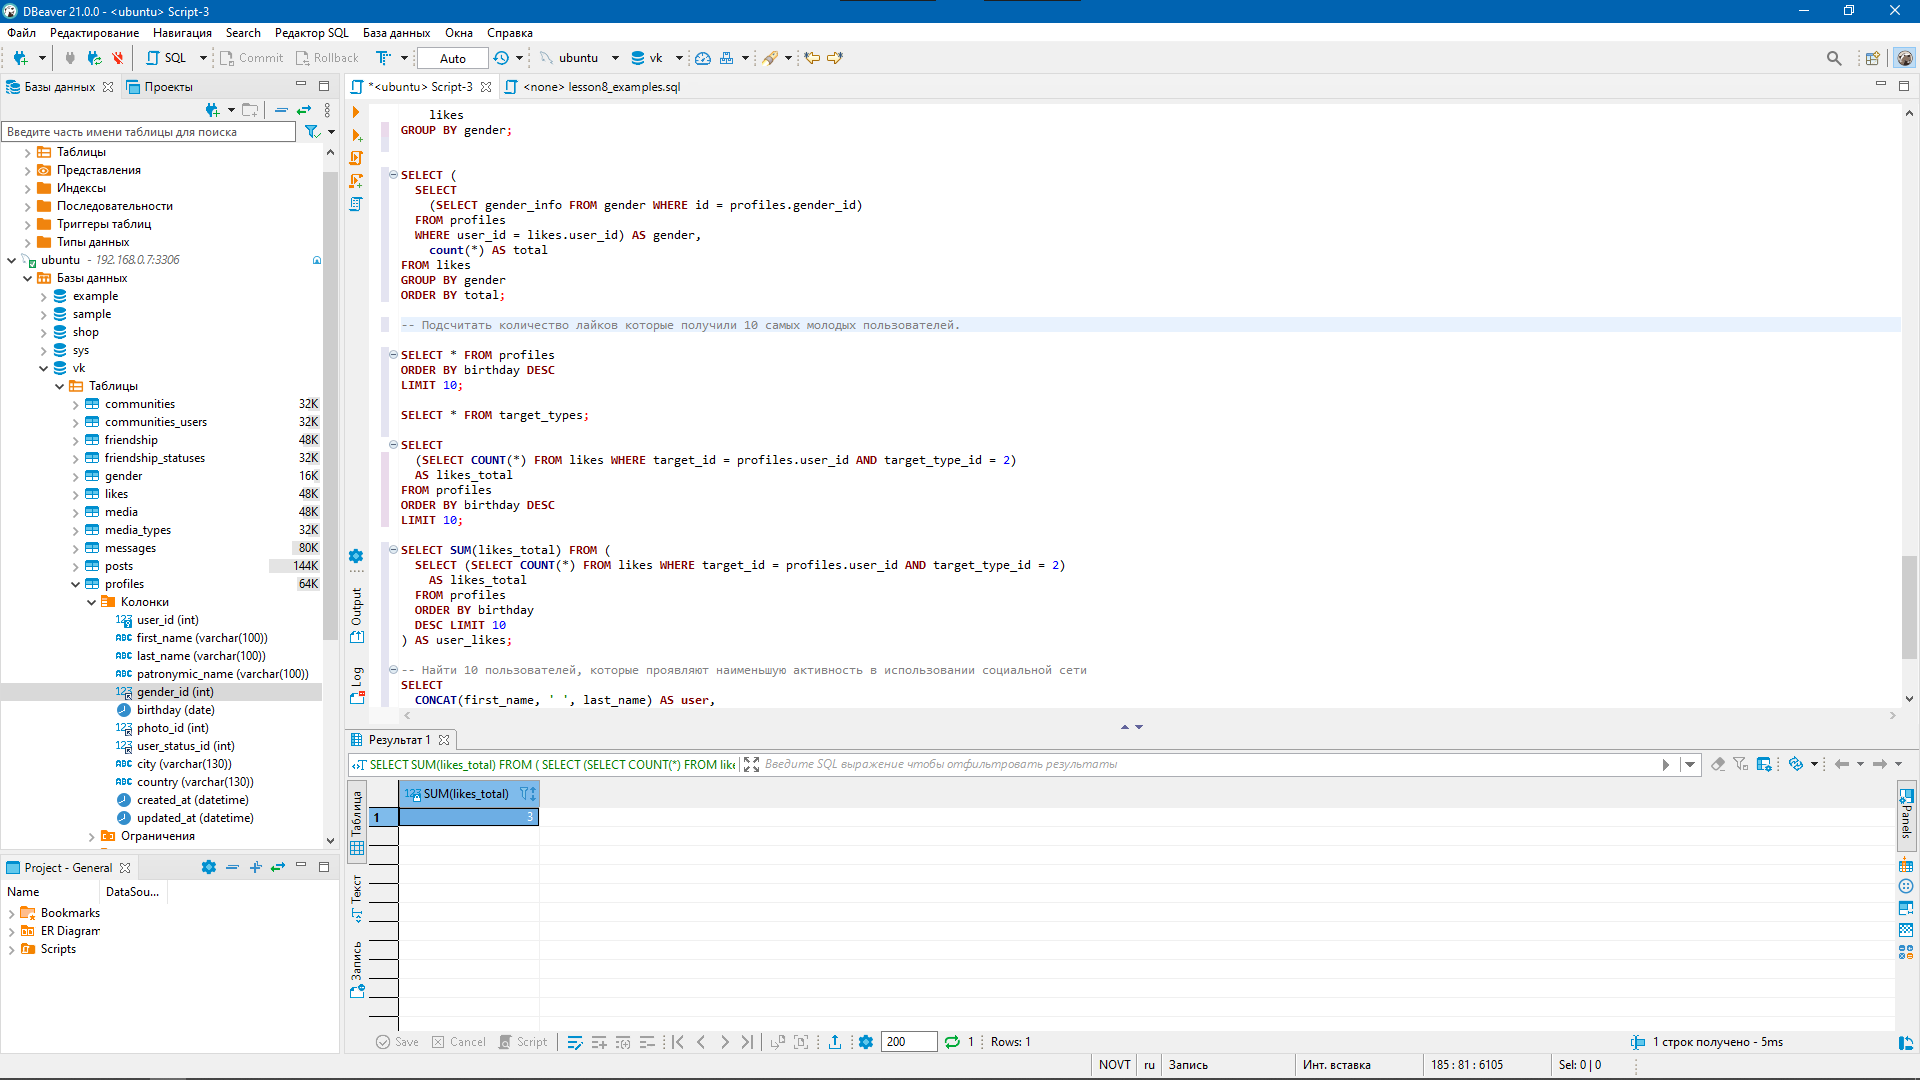 DBeaver 21.0.0 - <ubuntu> Script-3
Файл Редактирование Навигация Search Редактор SQL База данных Окна Справка
SQL Commit Rollback Auto ubuntu vk
Базы данных Проекты
*<ubuntu> Script-3 <none> lesson8_examples.sql
Введите часть имени таблицы для поиска
Таблицы
Представления
Индексы
Последовательности
Триггеры таблиц
Типы данных
ubuntu - 192.168.0.7:3306
Базы данных
example
sample
shop
sys
vk
Таблицы
communities 32K
communities_users 32K
friendship 48K
friendship_statuses 32K
gender 16K
likes 48K
media 48K
media_types 32K
messages 80K
posts 144K
profiles 64K
Колонки
user_id (int)
first_name (varchar(100))
last_name (varchar(100))
patronymic_name (varchar(100))
gender_id (int)
birthday (date)
photo_id (int)
user_status_id (int)
city (varchar(130))
country (varchar(130))
created_at (datetime)
updated_at (datetime)
Ограничения
Project - General
Name DataSou...
Bookmarks
ER Diagram
Scripts
likes
GROUP BY gender;
SELECT (
SELECT
(SELECT gender_info FROM gender WHERE id = profiles.gender_id)
FROM profiles
WHERE user_id = likes.user_id) AS gender,
count(*) AS total
FROM likes
GROUP BY gender
ORDER BY total;
-- Подсчитать количество лайков которые получили 10 самых молодых пользователей.
SELECT * FROM profiles
ORDER BY birthday DESC
LIMIT 10;
SELECT * FROM target_types;
SELECT
(SELECT COUNT(*) FROM likes WHERE target_id = profiles.user_id AND target_type_id = 2)
AS likes_total
FROM profiles
ORDER BY birthday DESC
LIMIT 10;
SELECT SUM(likes_total) FROM (
SELECT (SELECT COUNT(*) FROM likes WHERE target_id = profiles.user_id AND target_type_id = 2)
AS likes_total
FROM profiles
ORDER BY birthday
DESC LIMIT 10
) AS user_likes;
-- Найти 10 пользователей, которые проявляют наименьшую активность в использовании социальной сети
SELECT
CONCAT(first_name, ' ', last_name) AS user,
Output
Log
Результат 1
SELECT SUM(likes_total) FROM ( SELECT (SELECT COUNT(*) FROM like Введите SQL выражение чтобы отфильтровать результаты
Таблица
Текст
Запись
Panels
123 SUM(likes_total)
1 3
Save Cancel Script 200 1 Rows: 1 1 строк получено - 5ms
NOVT ru Запись Инт. вставка 185 : 81 : 6105 Sel: 0 | 0